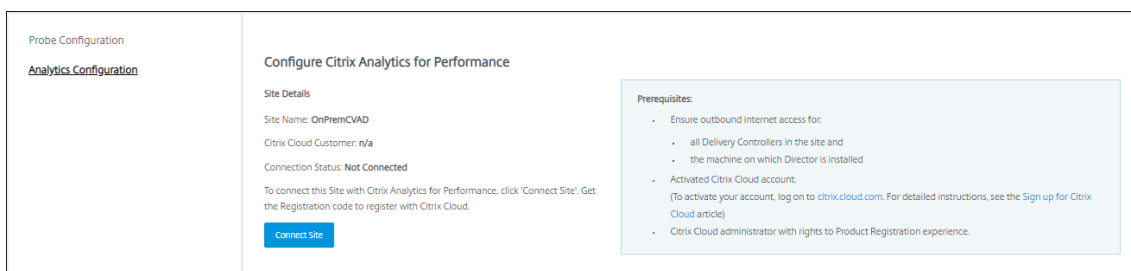 Probe Configuration
Analytics Configuration
Configure Citrix Analytics for Performance
Site Details
Site Name: OnPremCVAD
Citrix Cloud Customer: n/a
Connection Status: Not Connected
To connect this Site with Citrix Analytics for Performance, click 'Connect Site'. Get
the Registration code to register with Citrix Cloud.
Connect Site
Prerequisites:
• Ensure outbound internet access for:
• all Delivery Controllers in the site and
• the machine on which Director is installed
• Activated Citrix Cloud account.
(To activate your account, log on to citrix.cloud.com. For detailed instructions, see the Sign up for Citrix
Cloud article)
• Citrix Cloud administrator with rights to Product Registration experience.